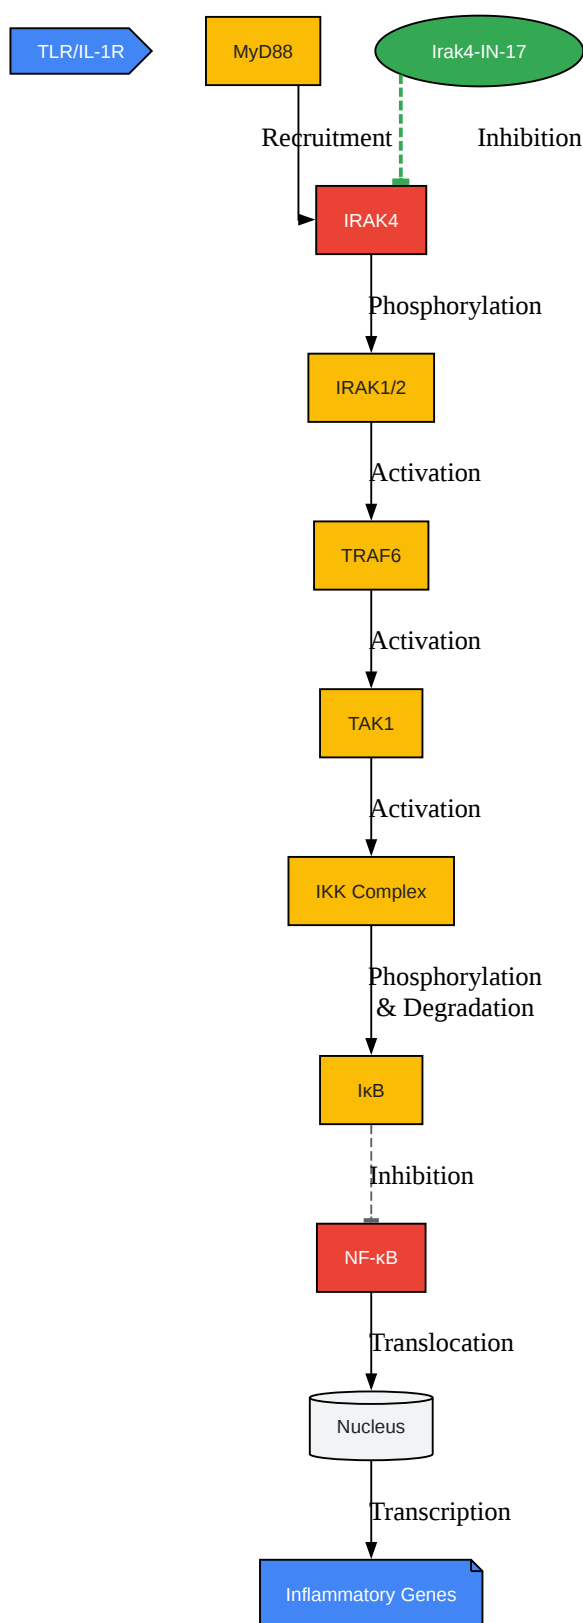 TLR/IL-1R
MyD88
Irak4-IN-17
Recruitment
Inhibition
IRAK4
Phosphorylation
IRAK1/2
Activation
TRAF6
Activation
TAK1
Activation
IKK Complex
Phosphorylation
& Degradation
IκB
Inhibition
NF-κB
Translocation
Nucleus
Transcription
Inflammatory Genes